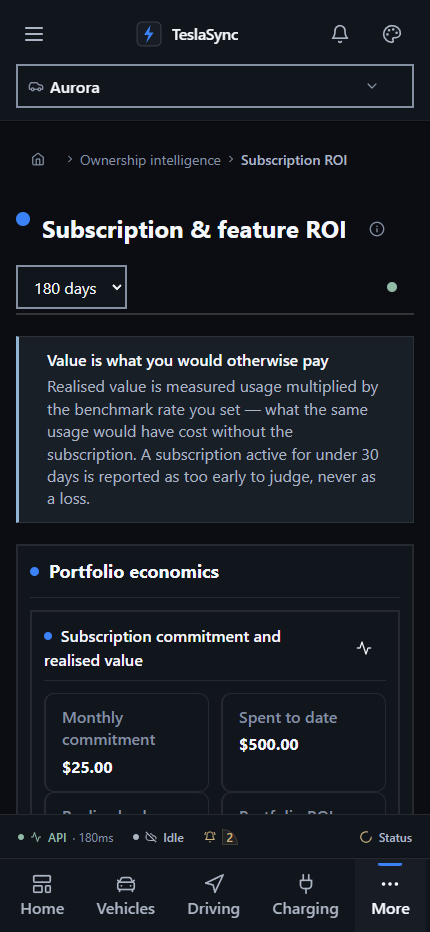 TeslaSync
Aurora
Ownership intelligence
Subscription ROI
Subscription & feature ROI
180 days
Value is what you would otherwise pay
Realised value is measured usage multiplied by
the benchmark rate you set — what the same
usage would have cost without the
subscription. A subscription active for under 30
days is reported as too early to judge, never as
a loss.
Portfolio economics
Subscription commitment and
realised value
Monthly
commitment
$25.00
Spent to date
$500.00
API · 180ms
Idle
2
Status
Home
Vehicles
Driving
Charging
More